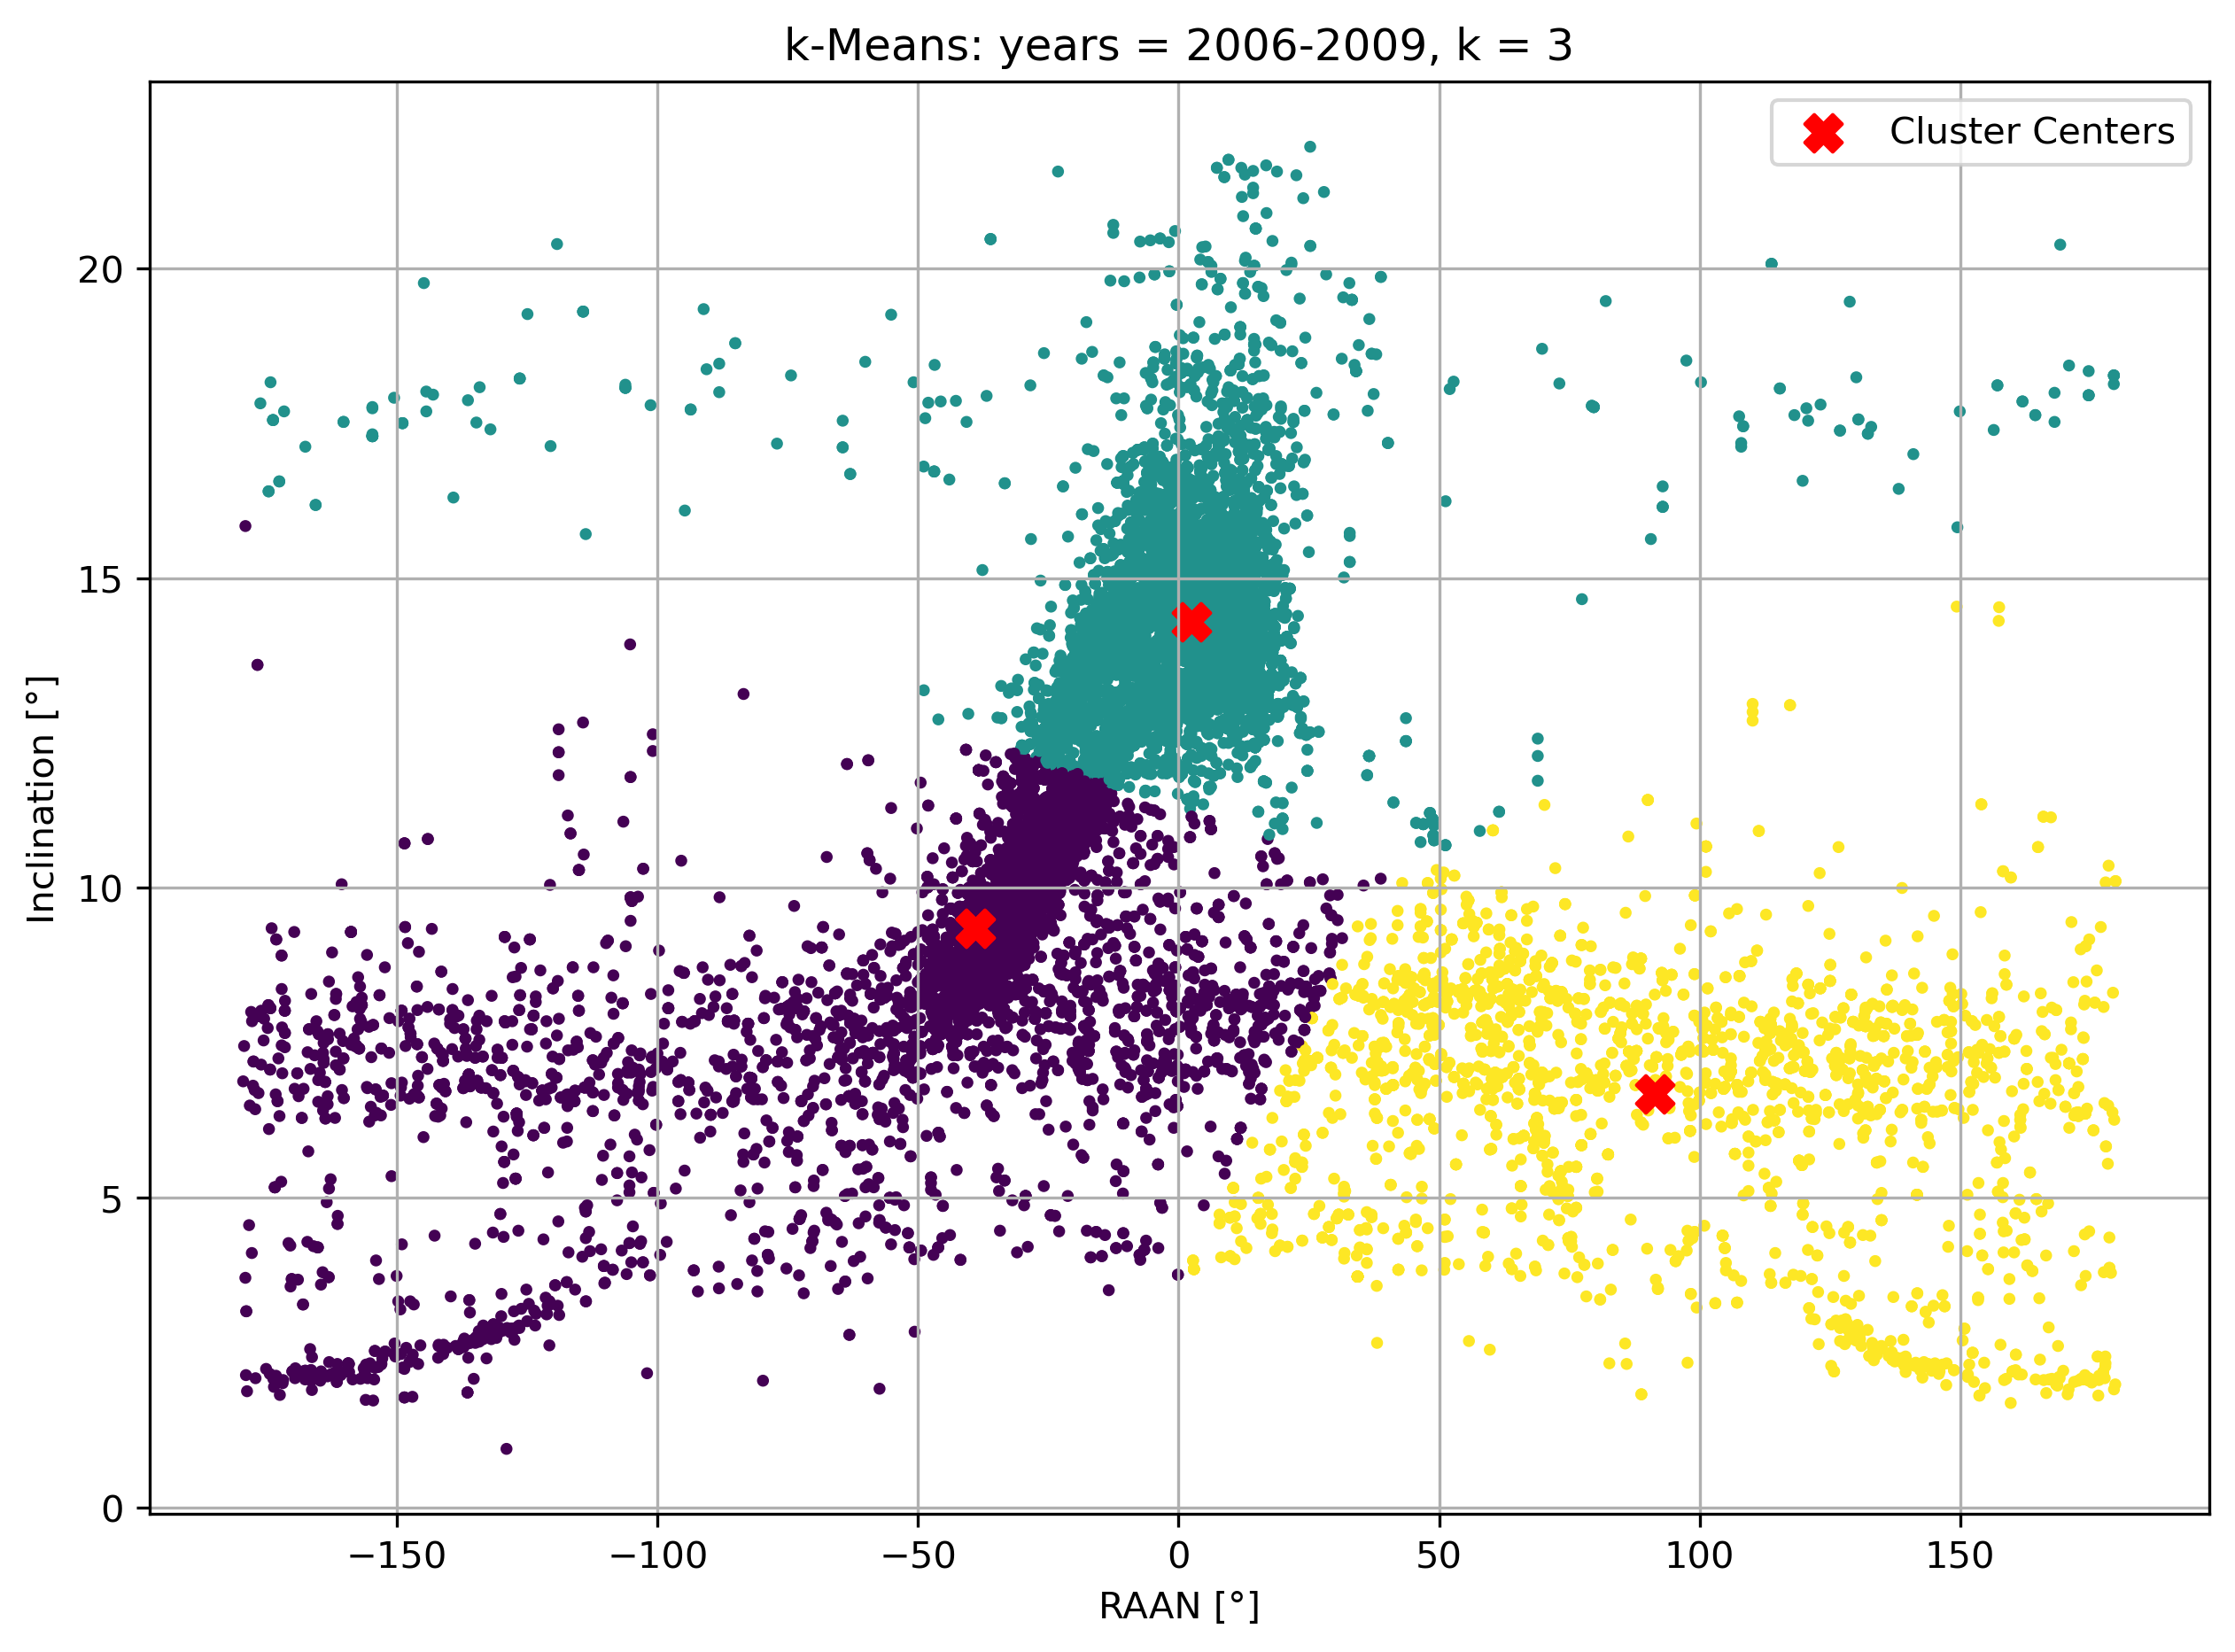 k-Means: years = 2006-2009, k = 3
Cluster Centers
20
15
10
5
0
Inclination [°]
−150 −100 −50 0 50 100 150
RAAN [°]